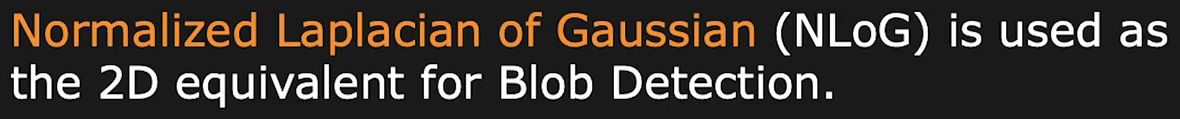 Normalized Laplacian of Gaussian (NLoG) is used as
the 2D equivalent for Blob Detection.